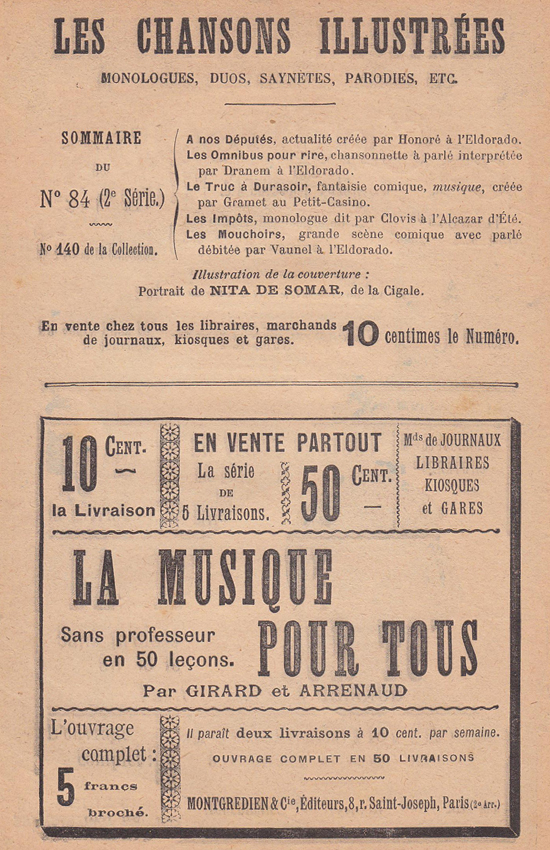 LES CHANSONS ILLUSTRÉES
MONOLOGUES, DUOS, SAYNÈTES, PARODIES, ETC.
SOMMAIRE
DU
Nº 84 (2e Série.)
Nº 140 de la Collection.
A nos Députés, actualité créée par Honoré à l'Eldorado.
Les Omnibus pour rire, chansonnette à parlé interprétée
par Dranem à l'Eldorado.
Le Truc à Durasoir, fantaisie comique, musique, créée
par Gramet au Petit-Casino.
Les Impôts, monologue dit par Clovis à l'Alcazar d'Été.
Les Mouchoirs, grande scène comique avec parlé
débitée par Vaunel à l'Eldorado.
Illustration de la couverture :
Portrait de NITA DE SOMAR, de la Cigale.
En vente chez tous les libraires, marchands
de journaux, kiosques et gares.
10 centimes le Numéro.
10 CENT.
la Livraison
EN VENTE PARTOUT
La série
DE
5 Livraisons.
50 CENT.
Mds de JOURNAUX
LIBRAIRES
KIOSQUES
et GARES
LA MUSIQUE
Sans professeur
en 50 leçons.
POUR TOUS
Par GIRARD et ARRENAUD
L'ouvrage
complet :
5 francs
broché.
Il paraît deux livraisons à 10 cent. par semaine.
OUVRAGE COMPLET EN 50 LIVRAISONS
MONTGREDIEN & Cie, Éditeurs, 8, r. Saint-Joseph, Paris (2e Arr.)